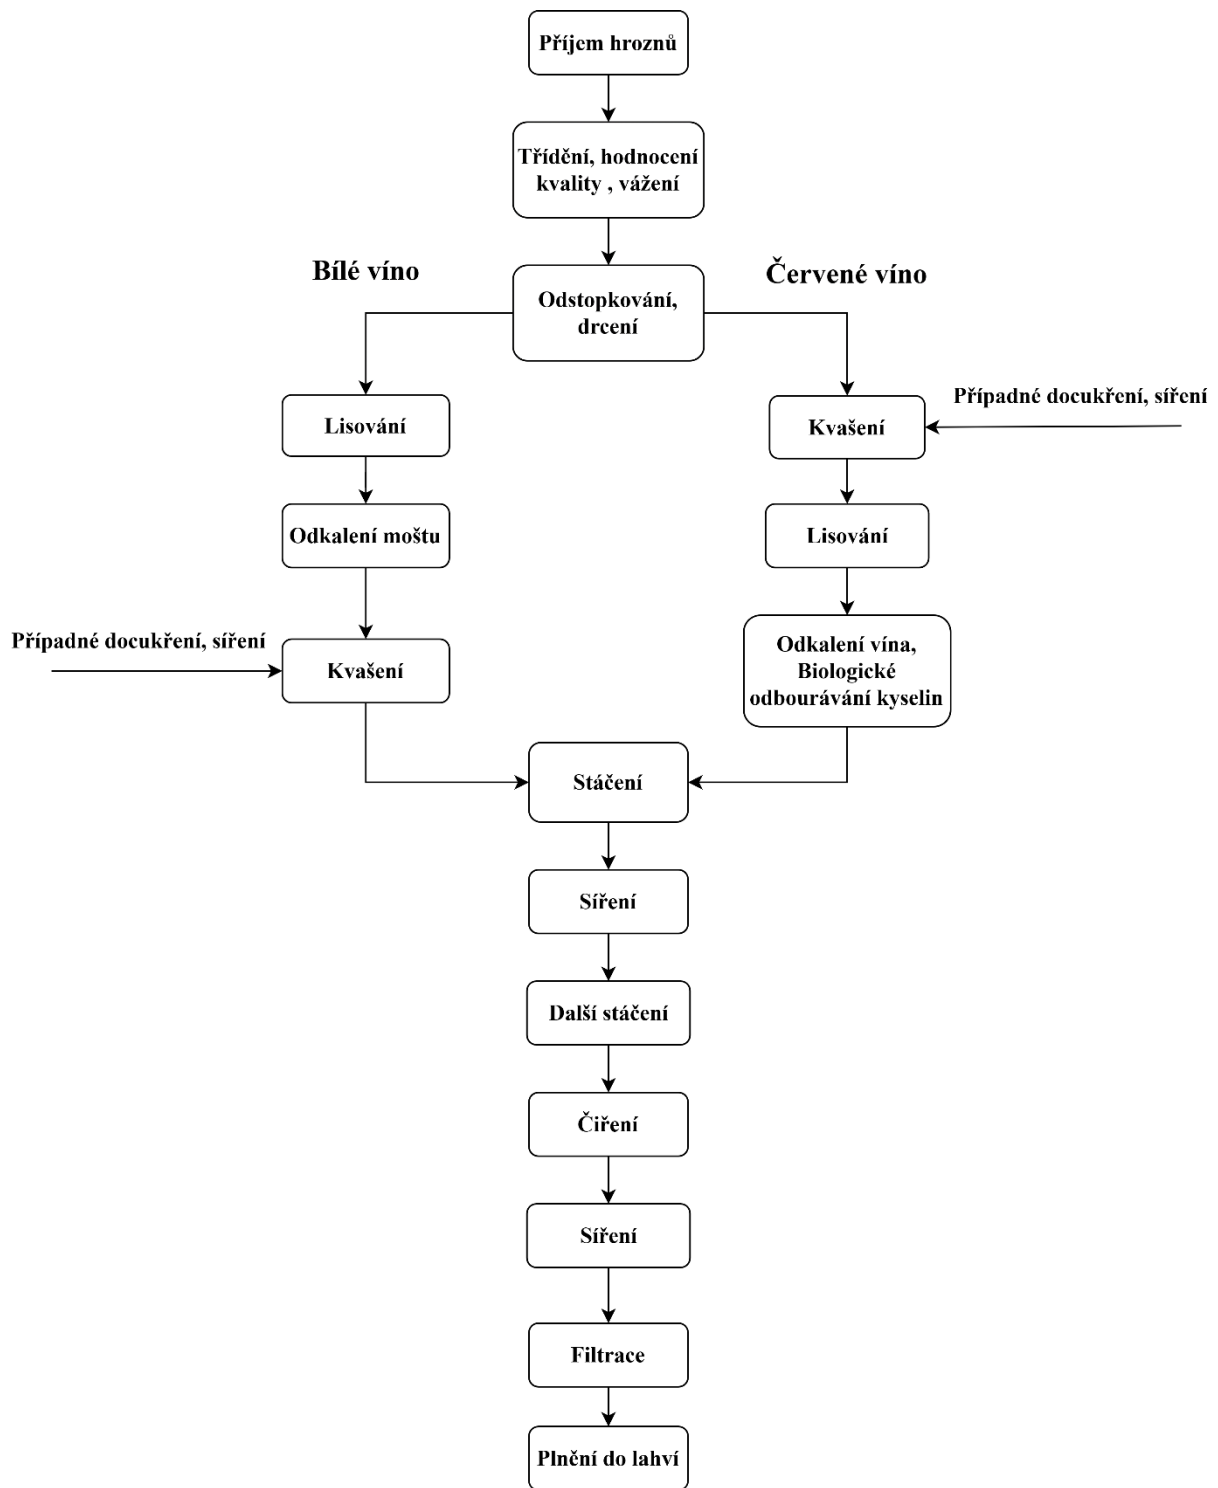 Příjem hroznů
Třídění, hodnocení
kvality , vážení
Bílé víno
Červené víno
Odstopkování,
drcení
Lisování
Případné docukření, síření
Kvašení
Odkalení moštu
Lisování
Případné docukření, síření
Kvašení
Odkalení vína,
Biologické
odbourávání kyselin
Stáčení
Síření
Další stáčení
Čiření
Síření
Filtrace
Plnění do lahví